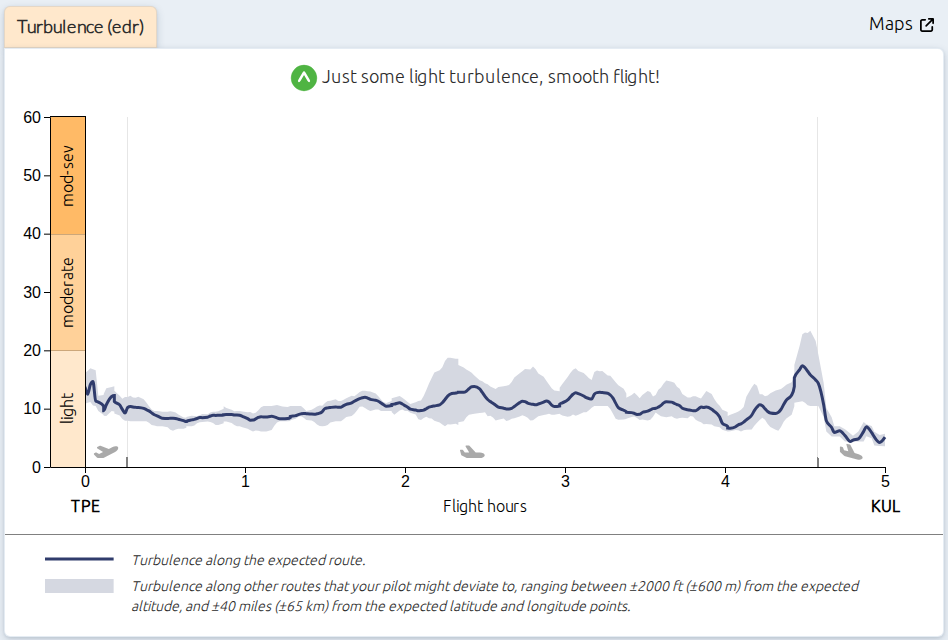 Turbulence (edr)
Maps
Just some light turbulence, smooth flight!
60
50
40
30
20
10
0
mod-sev
moderate
light
0
1
2
3
4
5
TPE
Flight hours
KUL
Turbulence along the expected route.
Turbulence along other routes that your pilot might deviate to, ranging between ±2000 ft (±600 m) from the expected
altitude, and ±40 miles (±65 km) from the expected latitude and longitude points.